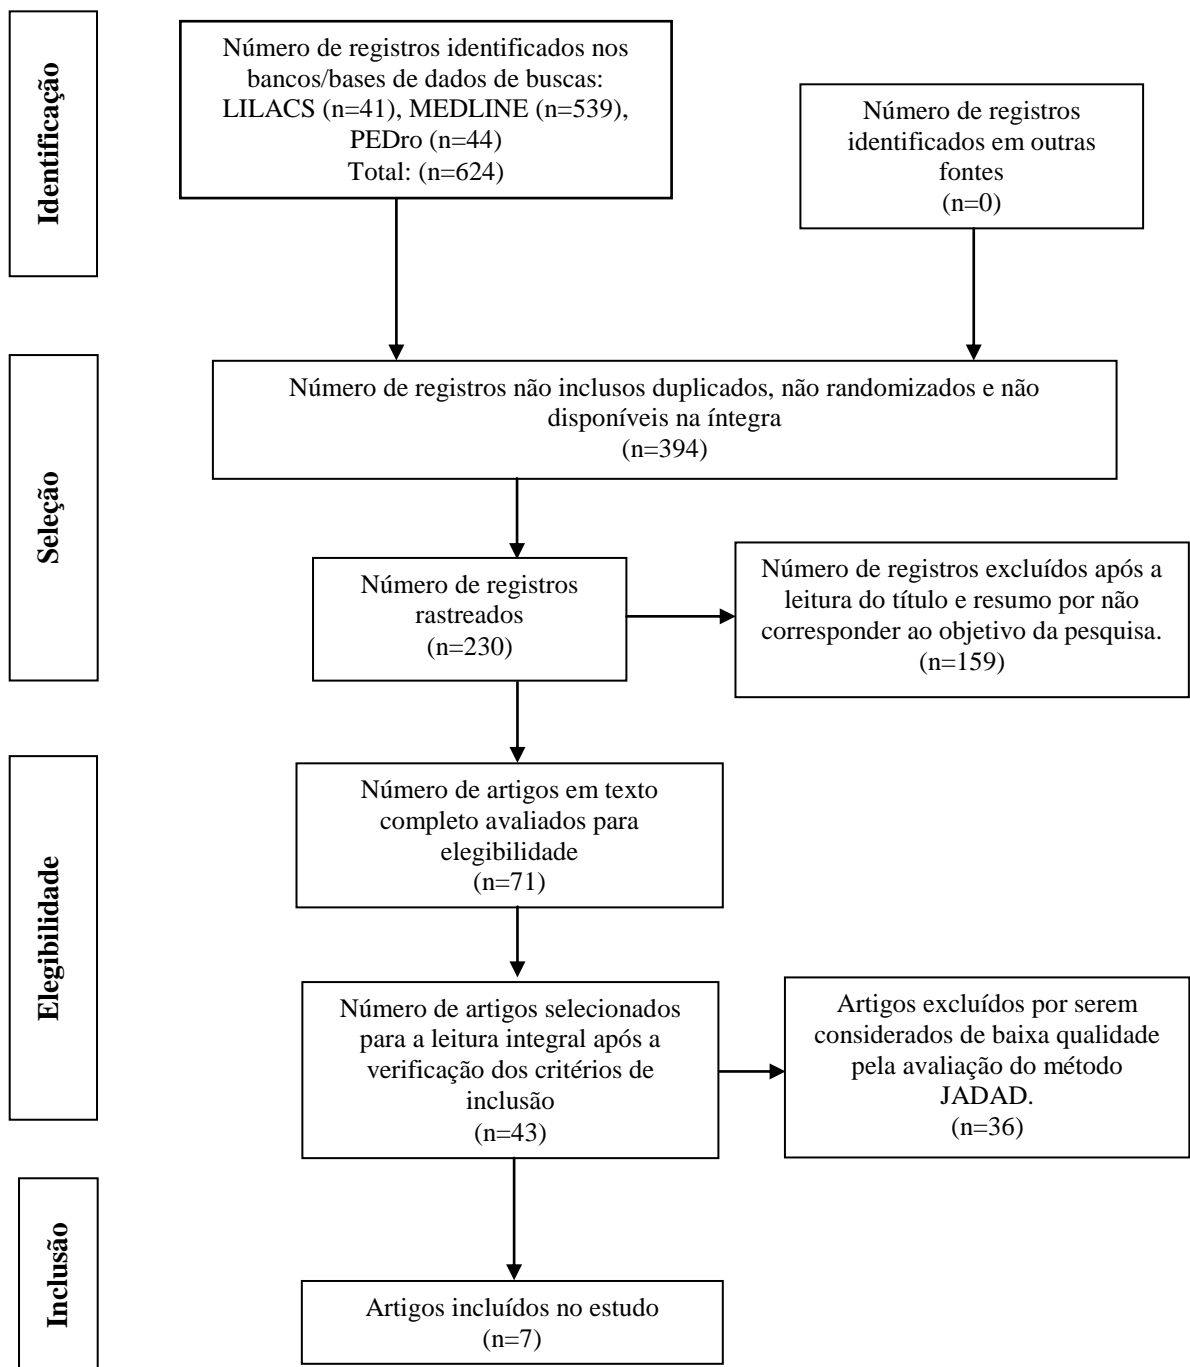 Identificação
Número de registros identificados nos
bancos/bases de dados de buscas:
LILACS (n=41), MEDLINE (n=539),
PEDro (n=44)
Total: (n=624)
Número de registros
identificados em outras
fontes
(n=0)
Seleção
Número de registros não inclusos duplicados, não randomizados e não
disponíveis na íntegra
(n=394)
Número de registros
rastreados
(n=230)
Número de registros excluídos após a
leitura do título e resumo por não
corresponder ao objetivo da pesquisa.
(n=159)
Elegibilidade
Número de artigos em texto
completo avaliados para
elegibilidade
(n=71)
Número de artigos selecionados
para a leitura integral após a
verificação dos critérios de
inclusão
(n=43)
Artigos excluídos por serem
considerados de baixa qualidade
pela avaliação do método
JADAD.
(n=36)
Inclusão
Artigos incluídos no estudo
(n=7)